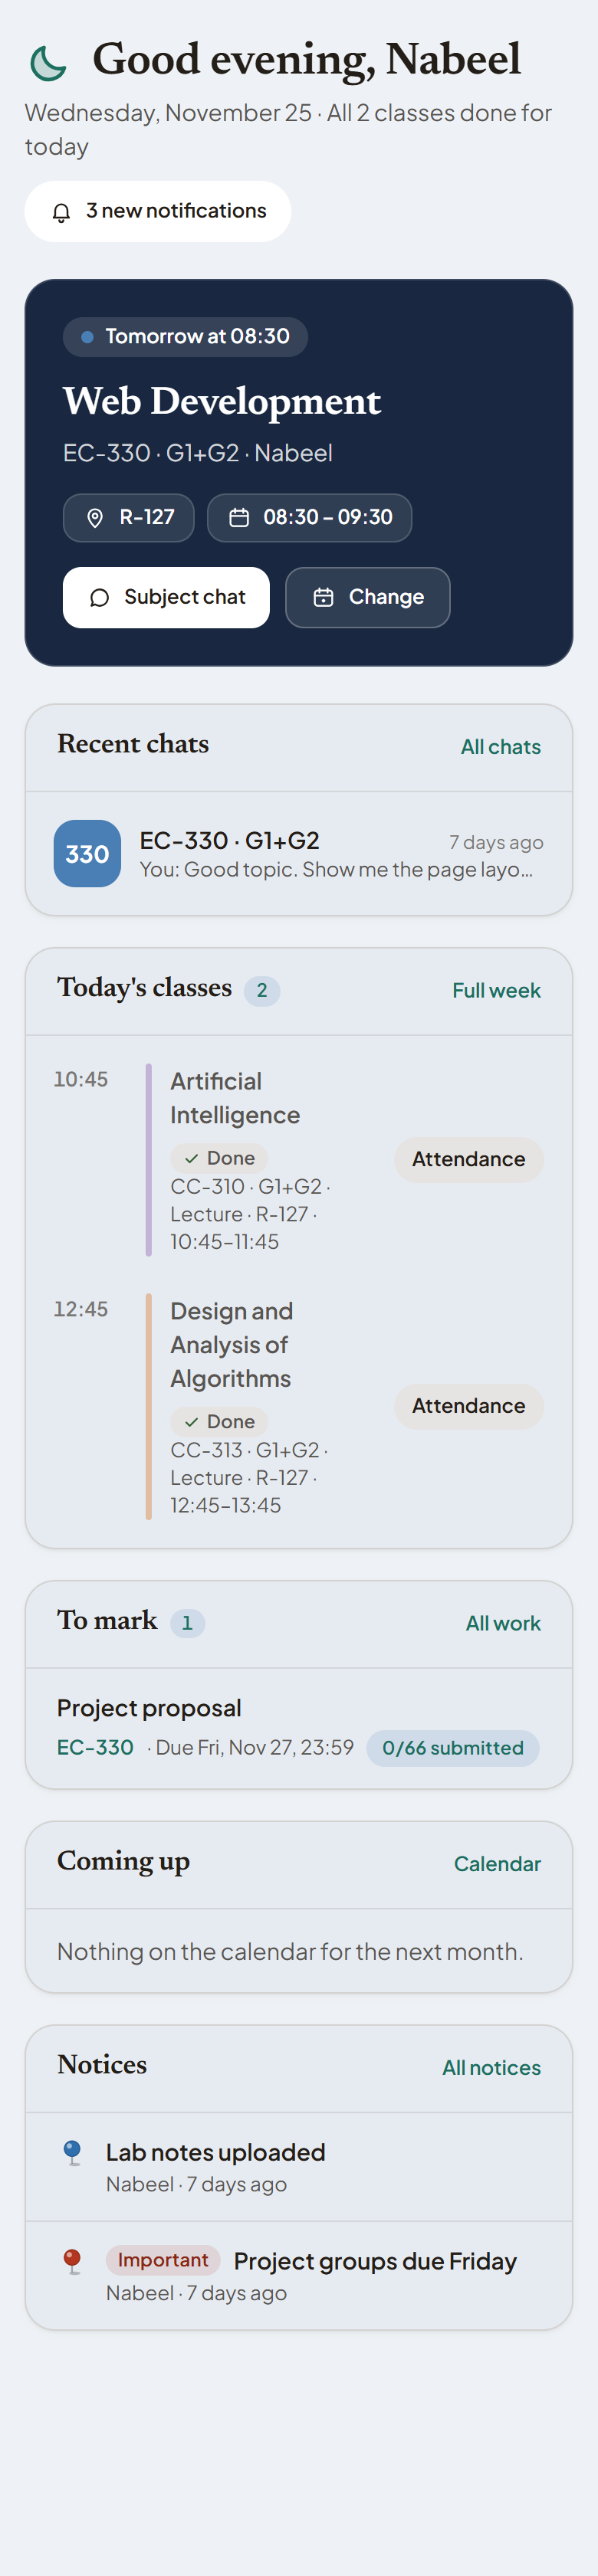 Good evening, Nabeel
Wednesday, November 25 · All 2 classes done for
today
3 new notifications
Tomorrow at 08:30
Web Development
EC-330 · G1+G2 · Nabeel
R-127
08:30 – 09:30
Subject chat
Change
Recent chats
All chats
330
EC-330 · G1+G2
7 days ago
You: Good topic. Show me the page layo...
Today's classes 2
Full week
10:45
Artificial
Intelligence
Done
CC-310 · G1+G2 ·
Lecture · R-127 ·
10:45–11:45
Attendance
12:45
Design and
Analysis of
Algorithms
Done
CC-313 · G1+G2 ·
Lecture · R-127 ·
12:45–13:45
Attendance
To mark 1
All work
Project proposal
EC-330 · Due Fri, Nov 27, 23:59 0/66 submitted
Coming up
Calendar
Nothing on the calendar for the next month.
Notices
All notices
Lab notes uploaded
Nabeel · 7 days ago
Important Project groups due Friday
Nabeel · 7 days ago